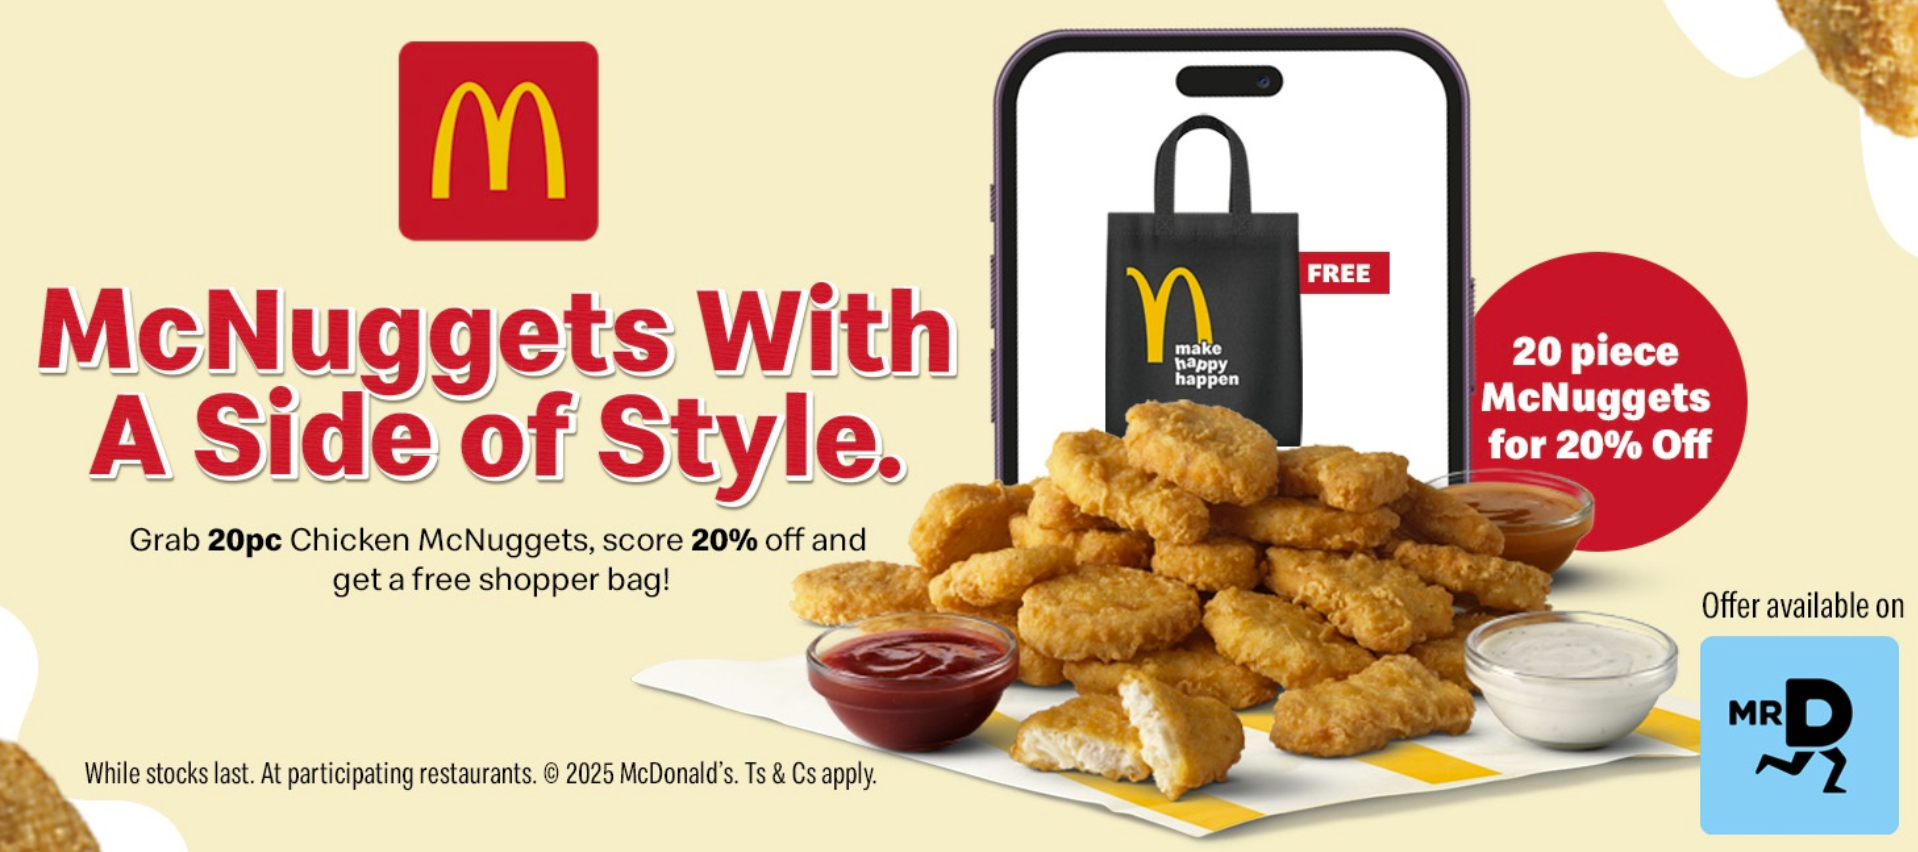 McNuggets With
A Side of Style.
Grab 20pc Chicken McNuggets, score 20% off and
get a free shopper bag!
While stocks last. At participating restaurants. © 2025 McDonald's. Ts & Cs apply.
make
happy
happen
FREE
20 piece
McNuggets
for 20% Off
Offer available on
MR D